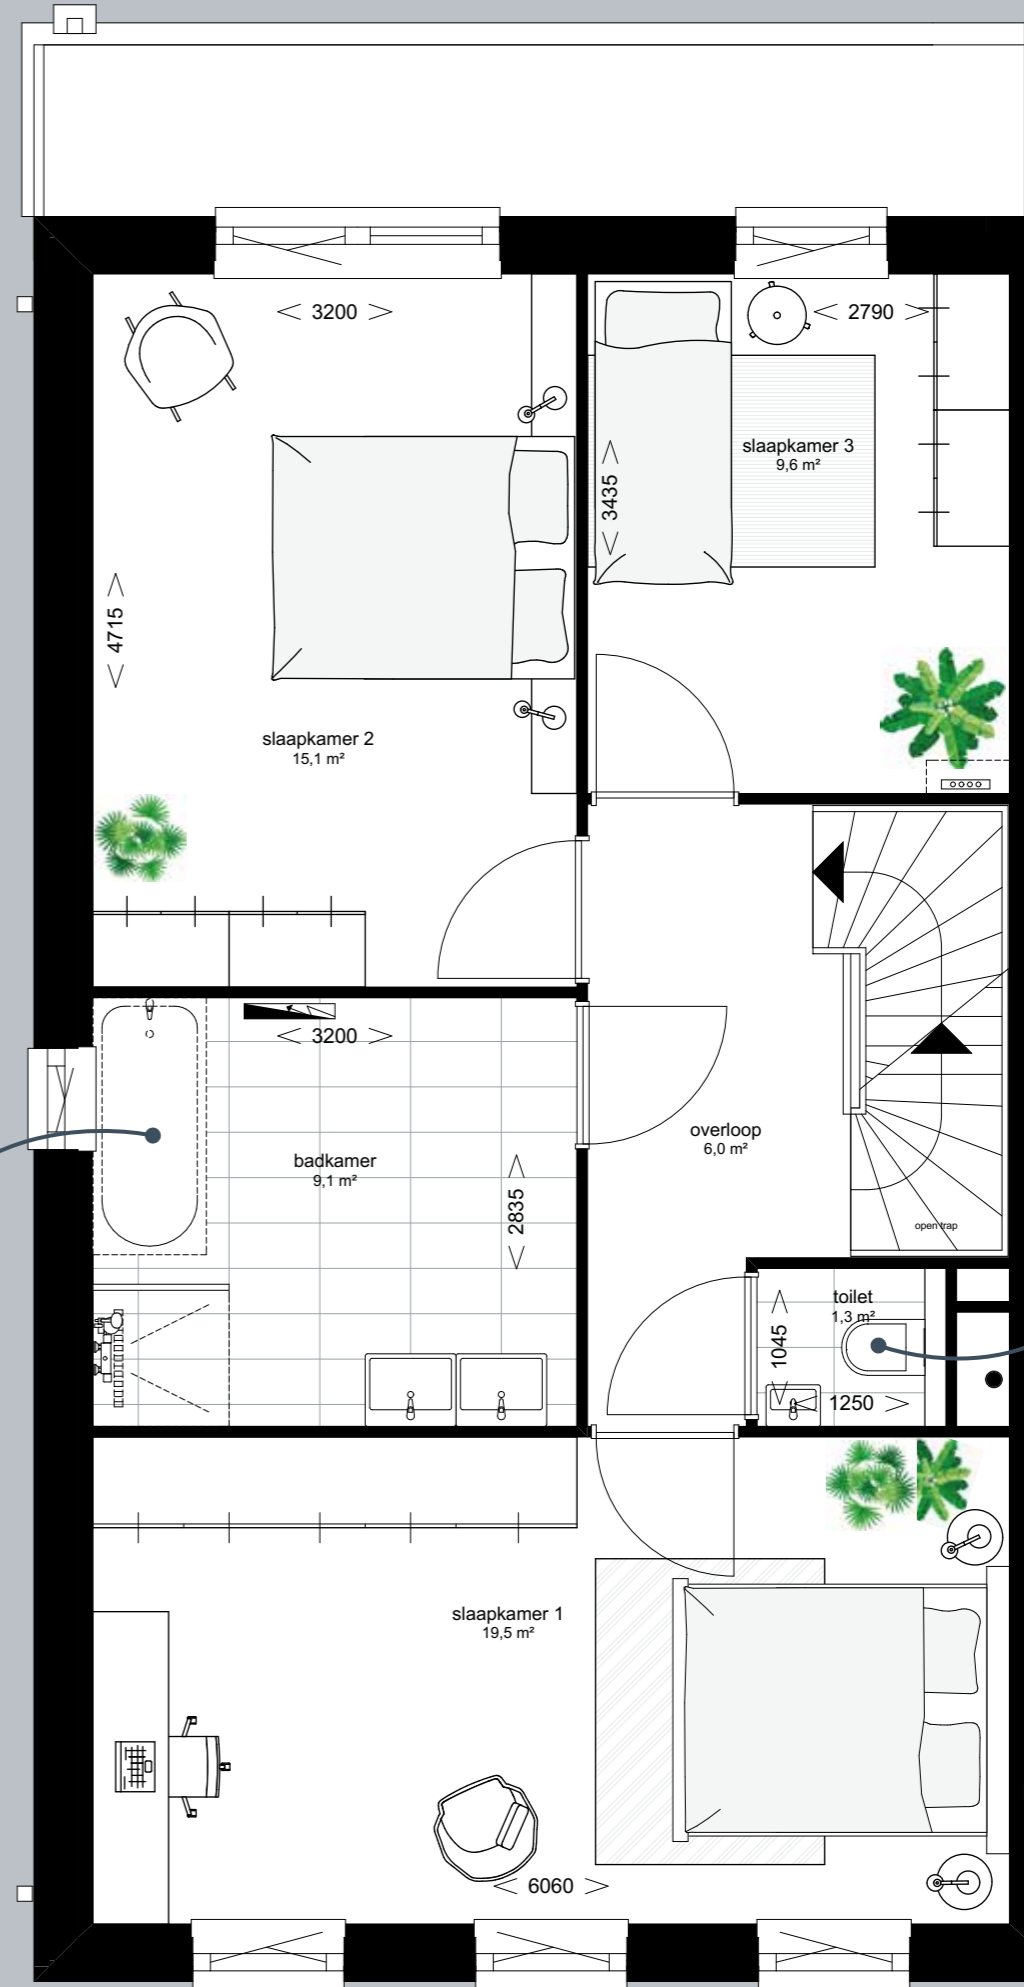 3200
2790
slaapkamer 3
9,6 m²
3435
4715
slaapkamer 2
15,1 m²
3200
badkamer
9,1 m²
2835
overloop
6,0 m²
open trap
toilet
1,3 m²
1045
1250
slaapkamer 1
19,5 m²
6060